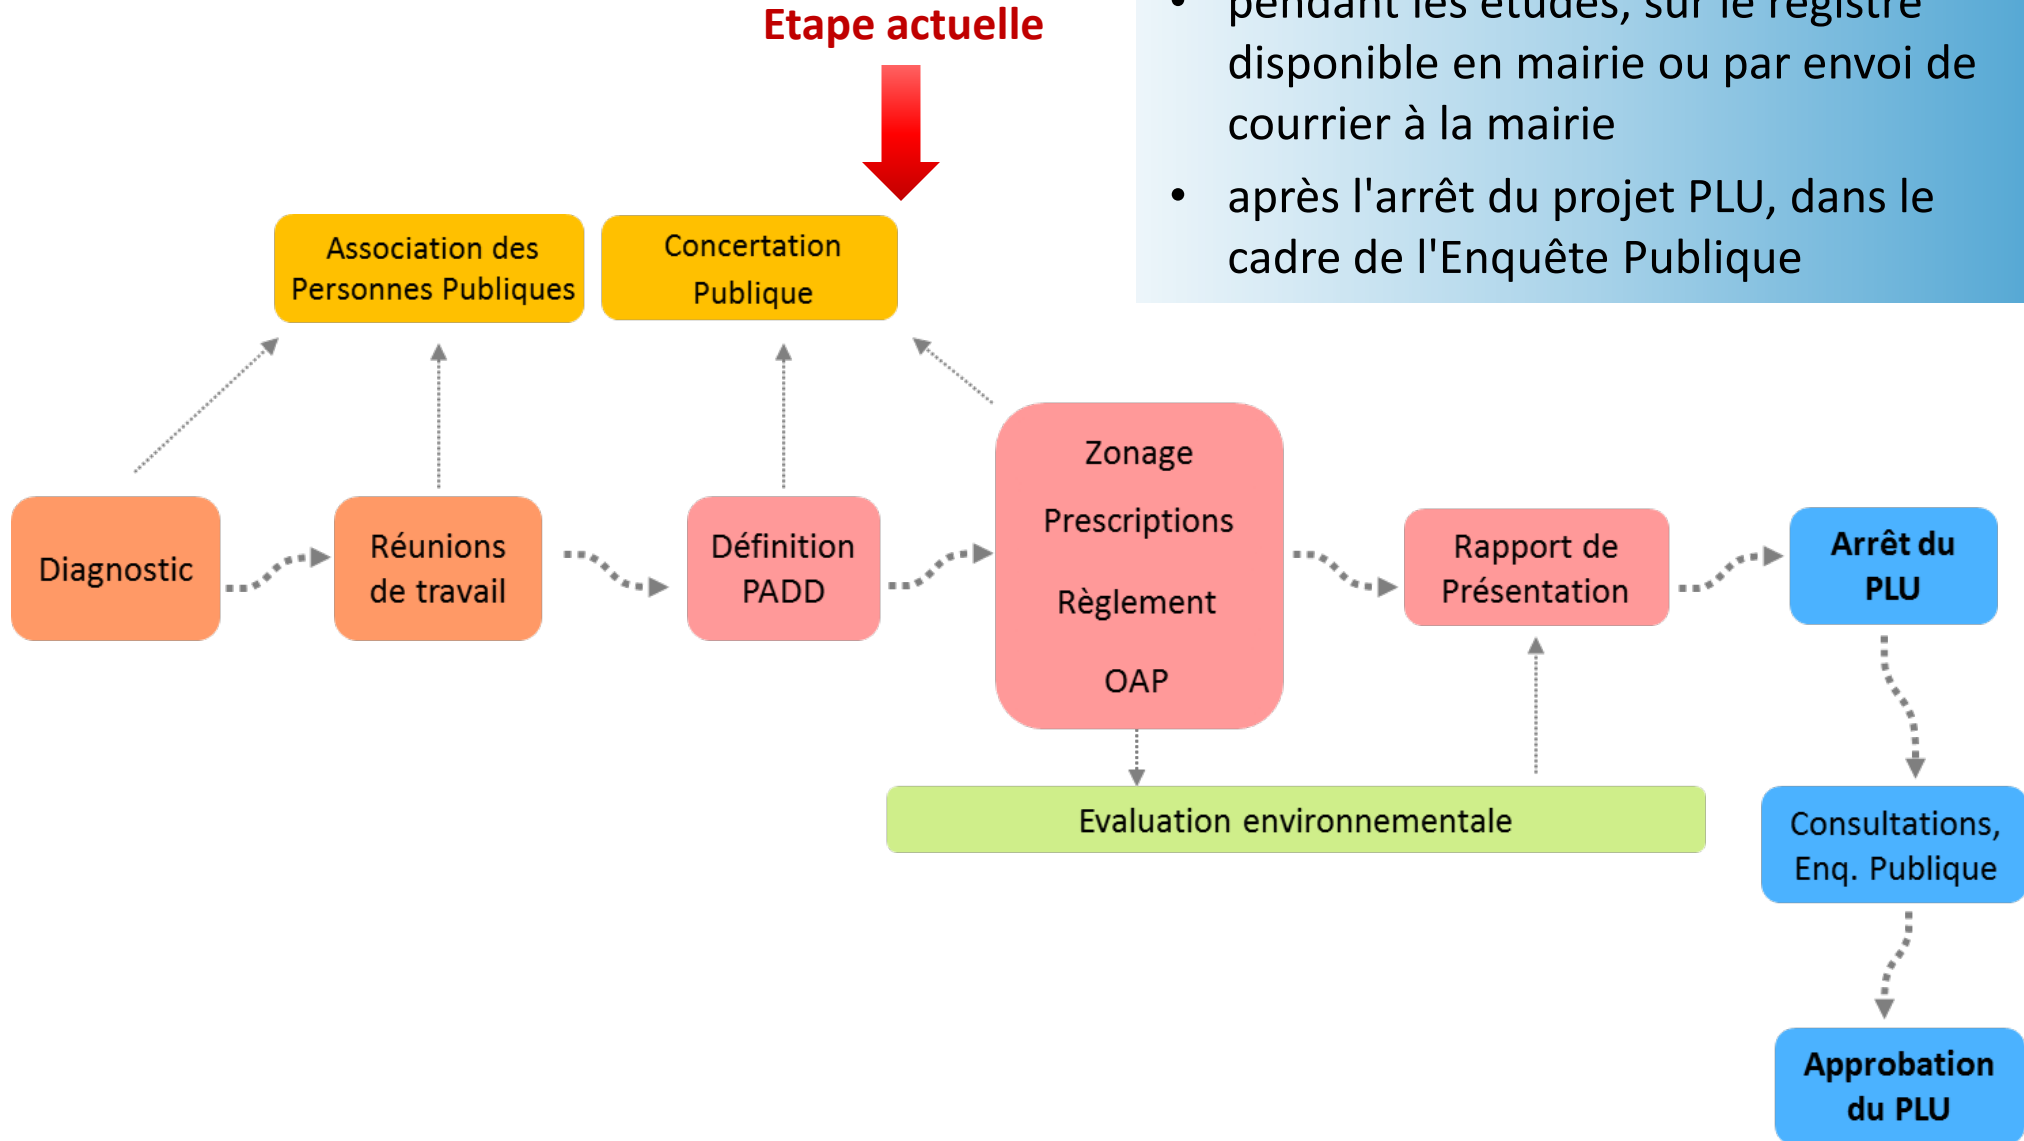 Etape actuelle
• pendant les études, sur le registre
disponible en mairie ou par envoi de
courrier à la mairie
• après l'arrêt du projet PLU, dans le
cadre de l'Enquête Publique
Association des
Personnes Publiques
Concertation
Publique
Diagnostic
Réunions
de travail
Définition
PADD
Zonage
Prescriptions
Règlement
OAP
Rapport de
Présentation
Arrêt du
PLU
Evaluation environnementale
Consultations,
Enq. Publique
Approbation
du PLU